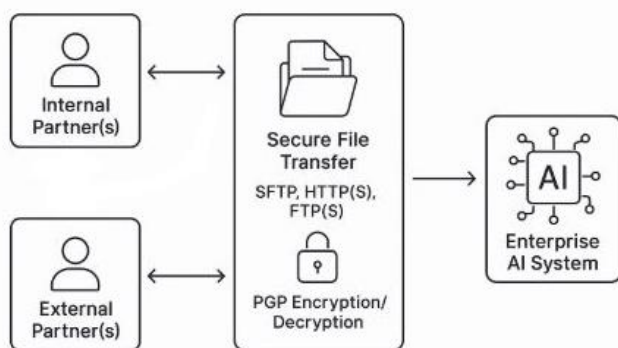 Internal
Partner(s)
External
Partner(s)
Secure File
Transfer
SFTP, HTTP(S),
FTP(S)
PGP Encryption/
Decryption
AI
Enterprise
AI System